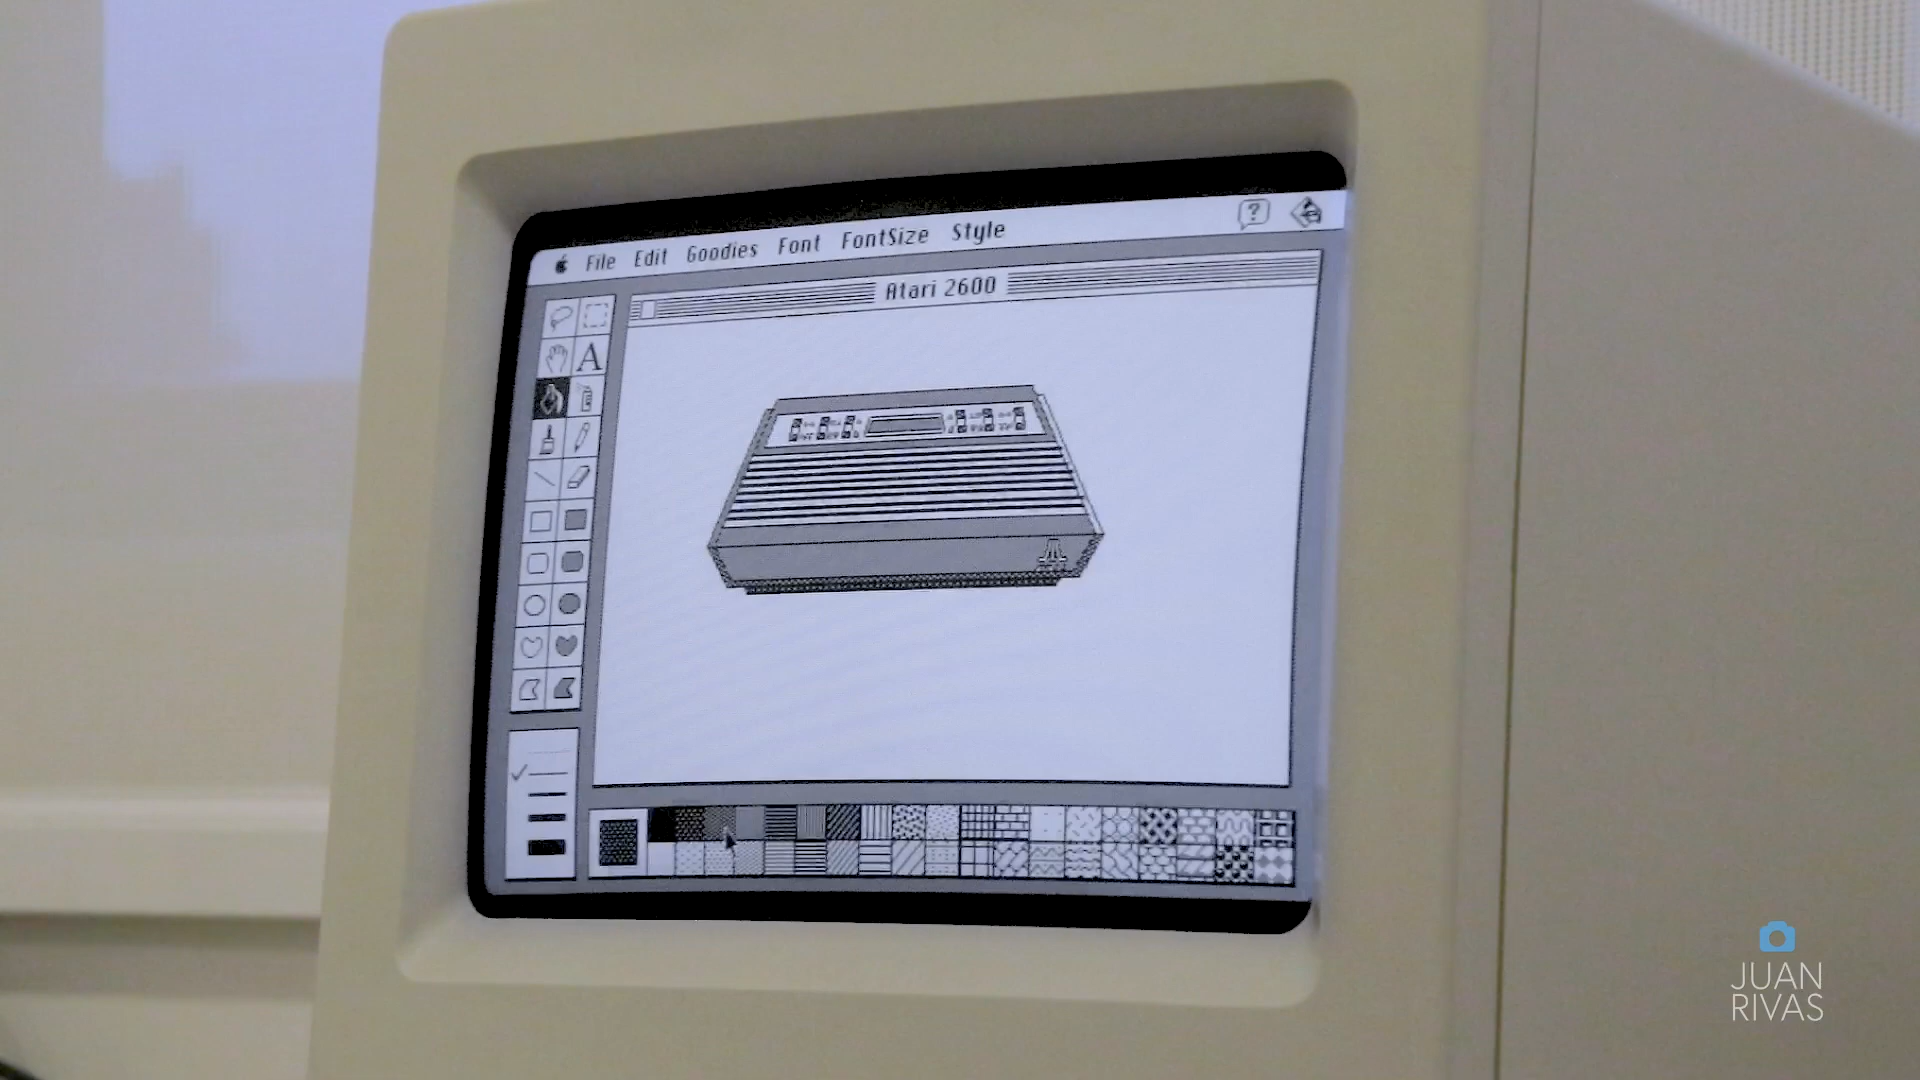 File Edit Goodies Font FontSize Style ?
Atari 2600
A
JUAN
RIVAS